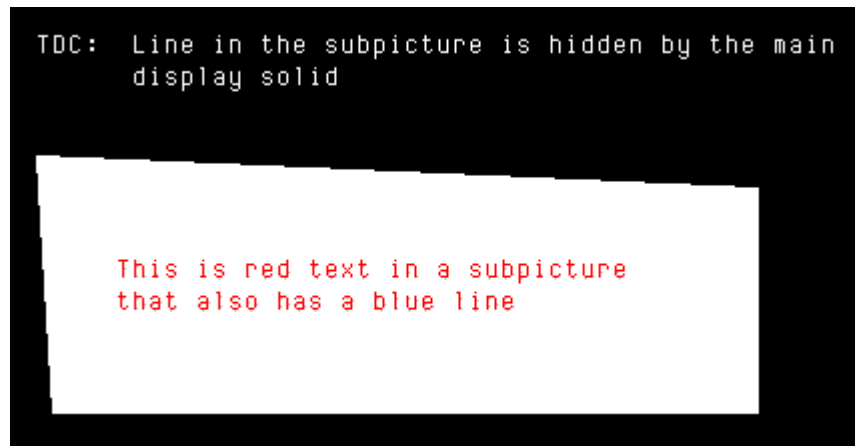 TDC: Line in the subpicture is hidden by the main
display solid
This is red text in a subpicture
that also has a blue line